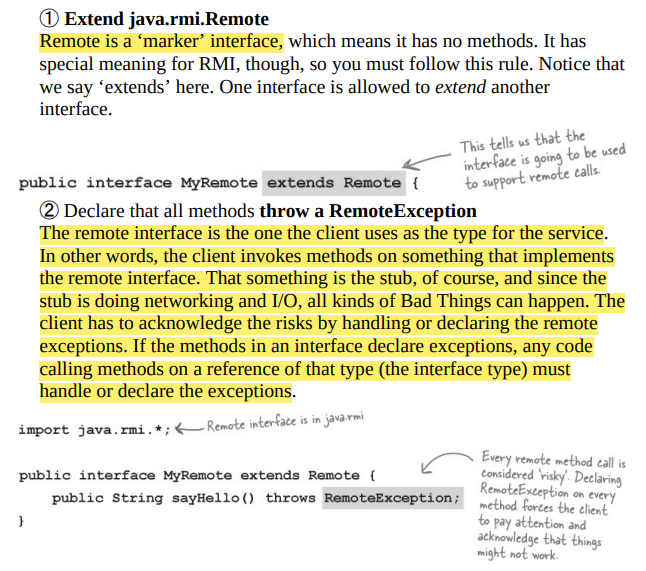 ① Extend java.rmi.Remote
Remote is a ‘marker’ interface, which means it has no methods. It has
special meaning for RMI, though, so you must follow this rule. Notice that
we say ‘extends’ here. One interface is allowed to extend another
interface.
This tells us that the
interface is going to be used
to support remote calls.
public interface MyRemote extends Remote {
② Declare that all methods throw a RemoteException
The remote interface is the one the client uses as the type for the service.
In other words, the client invokes methods on something that implements
the remote interface. That something is the stub, of course, and since the
stub is doing networking and I/O, all kinds of Bad Things can happen. The
client has to acknowledge the risks by handling or declaring the remote
exceptions. If the methods in an interface declare exceptions, any code
calling methods on a reference of that type (the interface type) must
handle or declare the exceptions.
import java.rmi.*;
Remote interface is in java.rmi
public interface MyRemote extends Remote {
public String sayHello() throws RemoteException;
}
Every remote method call is
considered ‘risky’. Declaring
RemoteException on every
method forces the client
to pay attention and
acknowledge that things
might not work.